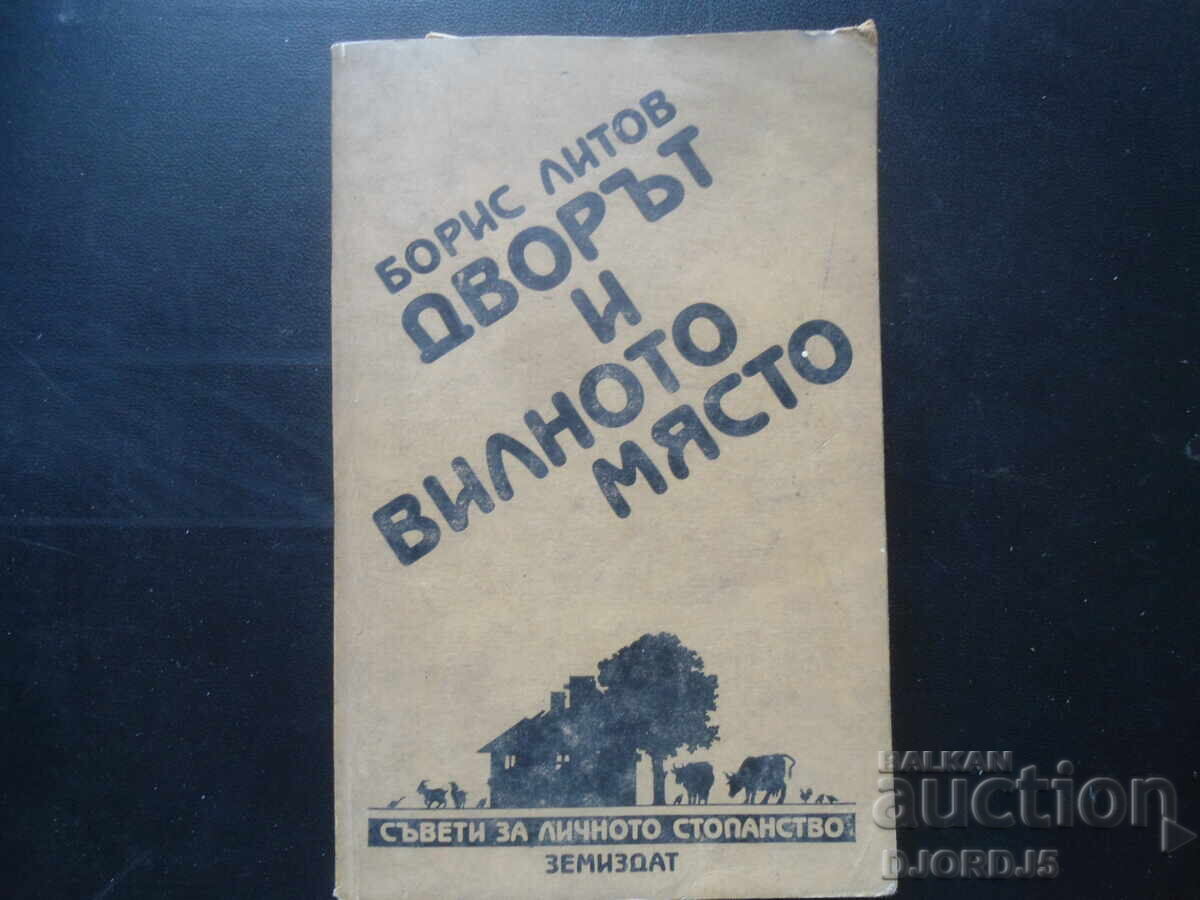 БОРИС ЛИТОВ
ДВОРЪТ
И
ВИЛНОТО
МЯСТО
СЪВЕТИ ЗА ЛИЧНОТО СТОПАНСТВО
ЗЕМИЗДАТ
BALKAN
auction
DJORDJ5